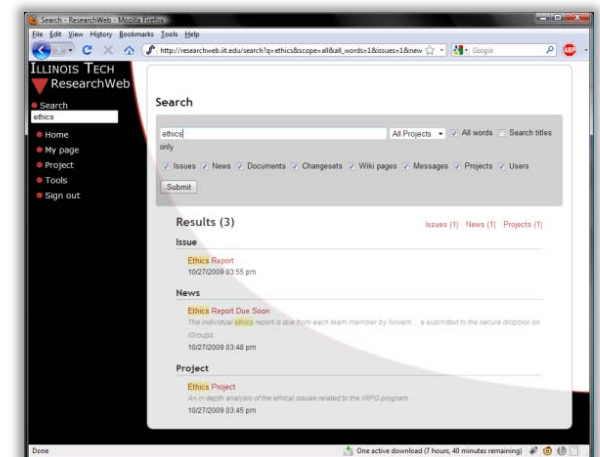 Search - ResearchWeb - Mozilla Firefox
File Edit View History Bookmarks Tools Help
http://researchweb.iit.edu/search?q=ethics&scope=all&all_words=1&issues=1&new
Google
ILLINOIS TECH
ResearchWeb
Search
ethics
Home
My page
Project
Tools
Sign out
Search
ethics All Projects All words Search titles
only
Issues News Documents Changesets Wiki pages Messages Projects Users
Submit
Results (3) Issues (1) News (1) Projects (1)
Issue
Ethics Report
10/27/2009 03:55 pm
News
Ethics Report Due Soon
The individual ethics report is due from each team member by Novem ... e submitted to the secure dropbox on
iGroups.
10/27/2009 03:48 pm
Project
Ethics Project
An in depth analysis of the ethical issues related to the IRPO program
10/27/2009 03:45 pm
Done One active download (7 hours, 40 minutes remaining)